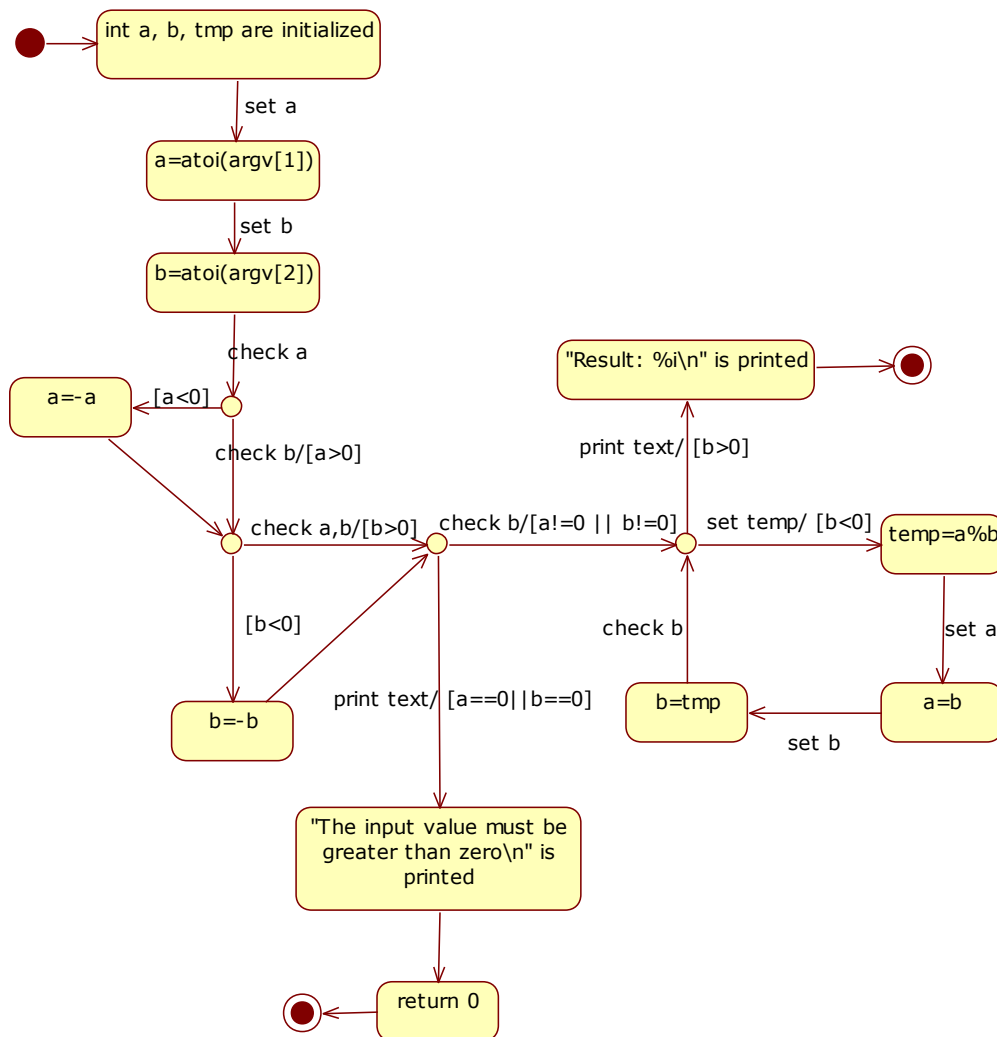 int a, b, tmp are initialized
set a
a=atoi(argv[1])
set b
b=atoi(argv[2])
check a
"Result: %i\n" is printed
a=-a
[a<0]
check b/[a>0]
print text/ [b>0]
check a,b/[b>0]
check b/[a!=0 || b!=0]
set temp/ [b<0]
temp=a%b
[b<0]
check b
set a
print text/ [a==0||b==0]
b=-b
b=tmp
a=b
set b
"The input value must be
greater than zero\n" is
printed
return 0